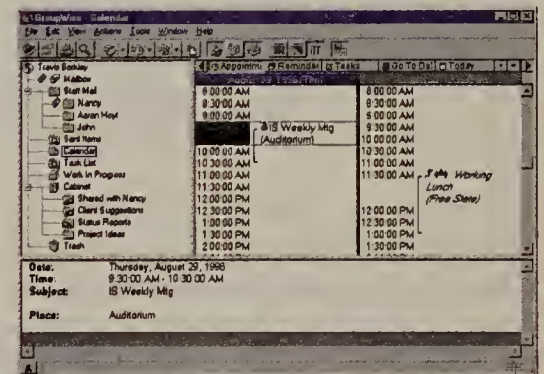 GroupWise - Calendar
File Edit View Actions Tools Window Help
Appointm Reminder Tasks Go To Dat Today
Travis Berkley
Mailbox
Staff Mail
Nancy
Aaron Hoyt
John
Sent Items
Calendar
Task List
Work In Progress
Cabinet
Shared with Nancy
Client Suggestions
Status Reports
Project Ideas
Trash
8:00:00 AM
8:30:00 AM
9:00:00 AM
10:00:00 AM
10:30:00 AM
11:00:00 AM
11:30:00 AM
12:00:00 PM
12:30:00 PM
1:00:00 PM
1:30:00 PM
2:00:00 PM
IS Weekly Mtg
(Auditorium)
8:00:00 AM
8:30:00 AM
9:00:00 AM
9:30:00 AM
10:00:00 AM
10:30:00 AM
11:00:00 AM
11:30:00 AM
12:00:00 PM
12:30:00 PM
1:00:00 PM
1:30:00 PM
Working
Lunch
(Free State)
Date: Thursday, August 29, 1996
Time: 9:30:00 AM - 10:30:00 AM
Subject: IS Weekly Mtg
Place: Auditorium